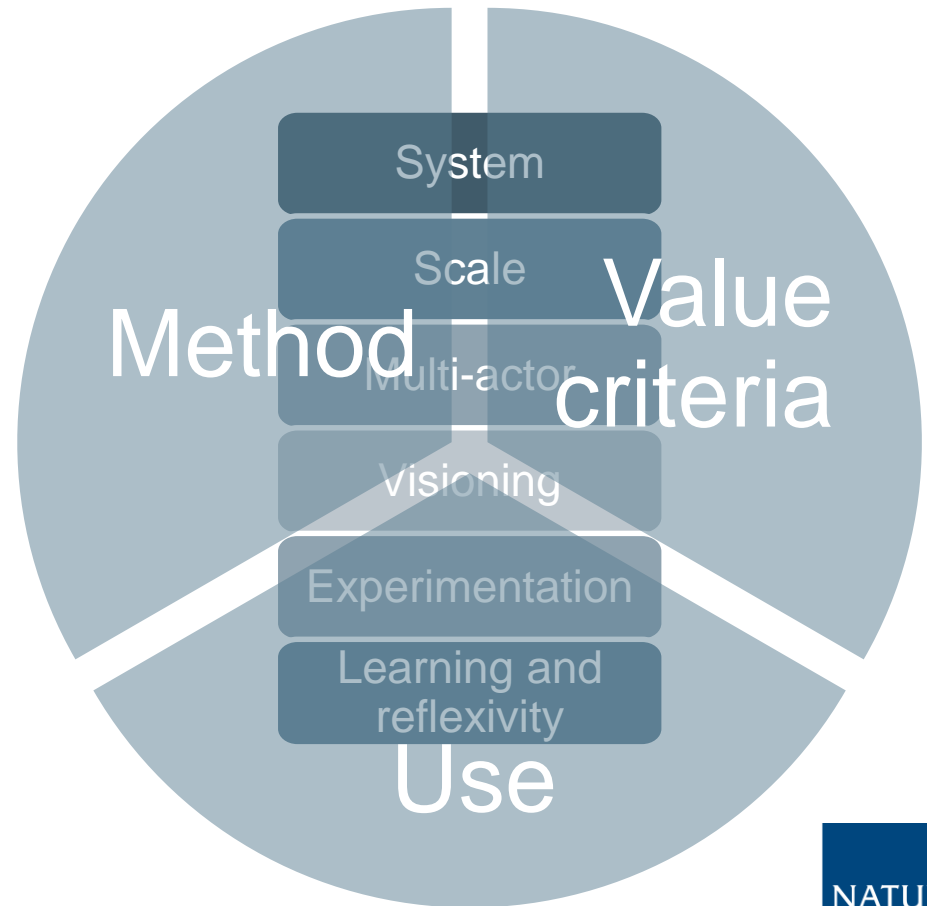 System
Scale
Value
Method
Multi-actor
criteria
Visioning
Experimentation
Learning and
reflexivity
Use
NATU